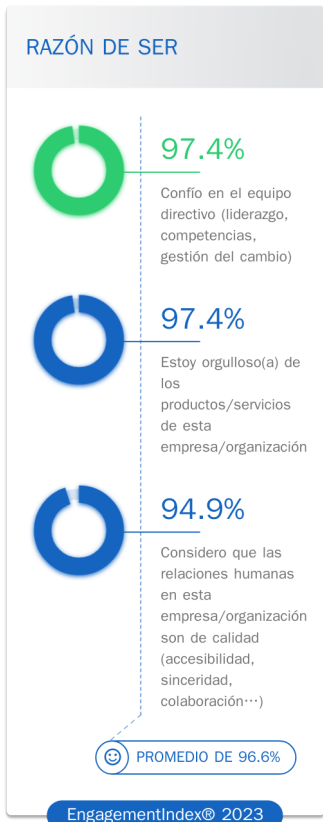 RAZÓN DE SER
97.4%
Confío en el equipo
directivo (liderazgo,
competencias,
gestión del cambio)
97.4%
Estoy orgulloso(a) de
los
productos/servicios
de esta
empresa/organización
94.9%
Considero que las
relaciones humanas
en esta
empresa/organización
son de calidad
(accesibilidad,
sinceridad,
colaboración···)
PROMEDIO DE 96.6%
EngagementIndex® 2023